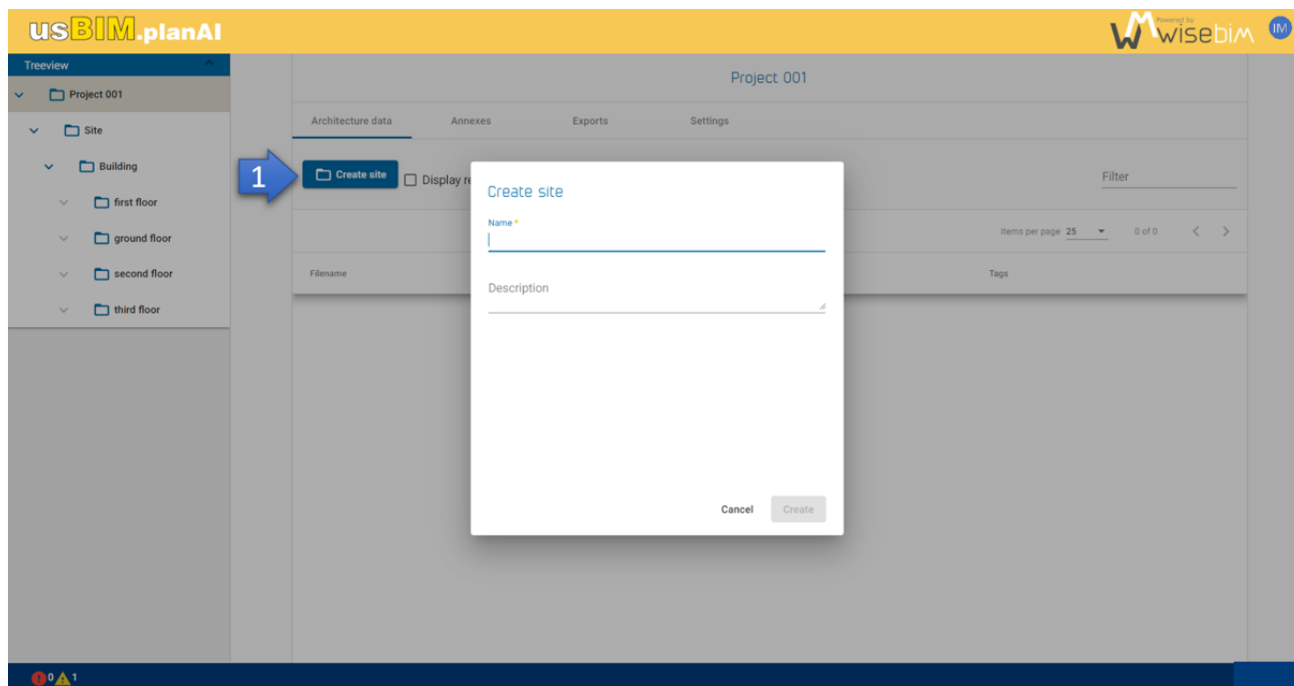 usBIM.planAI
Powered by
wisebim
IM
Treeview
Project 001
Site
Building
first floor
ground floor
second floor
third floor
Project 001
Architecture data
Annexes
Exports
Settings
1
Create site
Display re
Filter
Items per page 25
0 of 0
Filename
Tags
Create site
Name *
Description
Cancel
Create
0
1